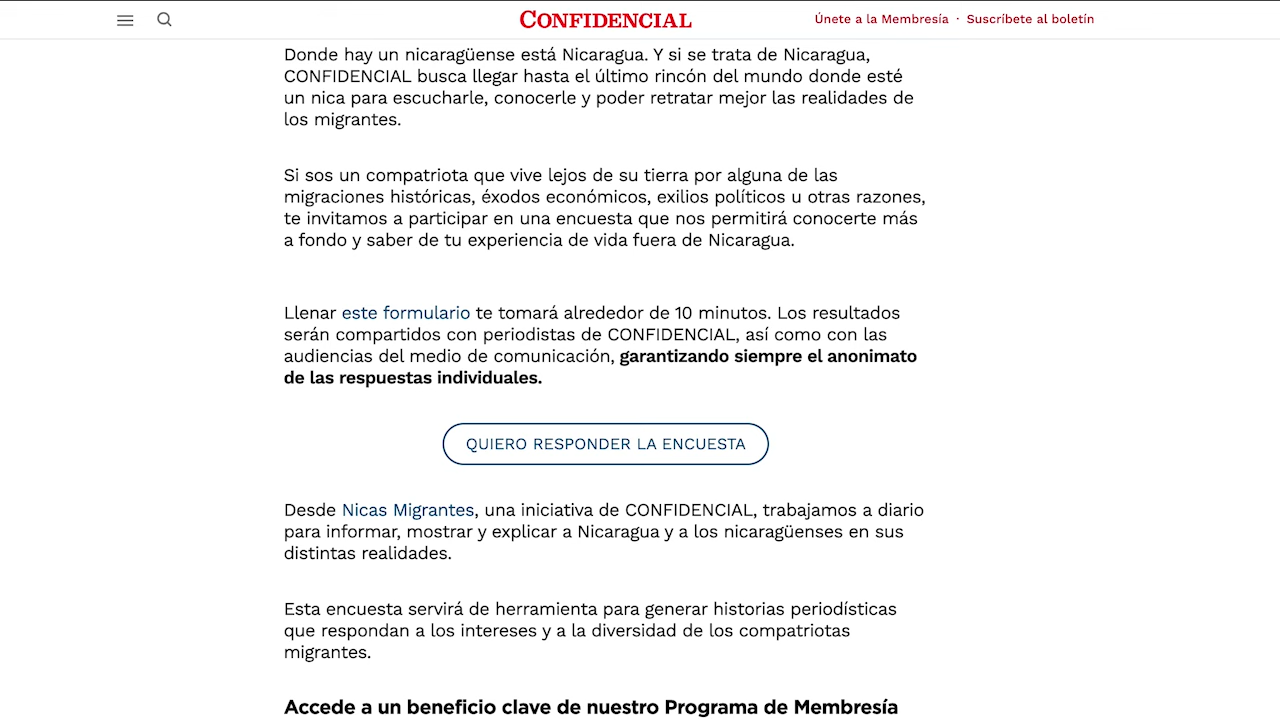 CONFIDENCIAL
Únete a la Membresía · Suscríbete al boletín
Donde hay un nicaragüense está Nicaragua. Y si se trata de Nicaragua,
CONFIDENCIAL busca llegar hasta el último rincón del mundo donde esté
un nica para escucharle, conocerle y poder retratar mejor las realidades de
los migrantes.
Si sos un compatriota que vive lejos de su tierra por alguna de las
migraciones históricas, éxodos económicos, exilios políticos u otras razones,
te invitamos a participar en una encuesta que nos permitirá conocerte más
a fondo y saber de tu experiencia de vida fuera de Nicaragua.
Llenar este formulario te tomará alrededor de 10 minutos. Los resultados
serán compartidos con periodistas de CONFIDENCIAL, así como con las
audiencias del medio de comunicación, garantizando siempre el anonimato
de las respuestas individuales.
QUIERO RESPONDER LA ENCUESTA
Desde Nicas Migrantes, una iniciativa de CONFIDENCIAL, trabajamos a diario
para informar, mostrar y explicar a Nicaragua y a los nicaragüenses en sus
distintas realidades.
Esta encuesta servirá de herramienta para generar historias periodísticas
que respondan a los intereses y a la diversidad de los compatriotas
migrantes.
Accede a un beneficio clave de nuestro Programa de Membresía